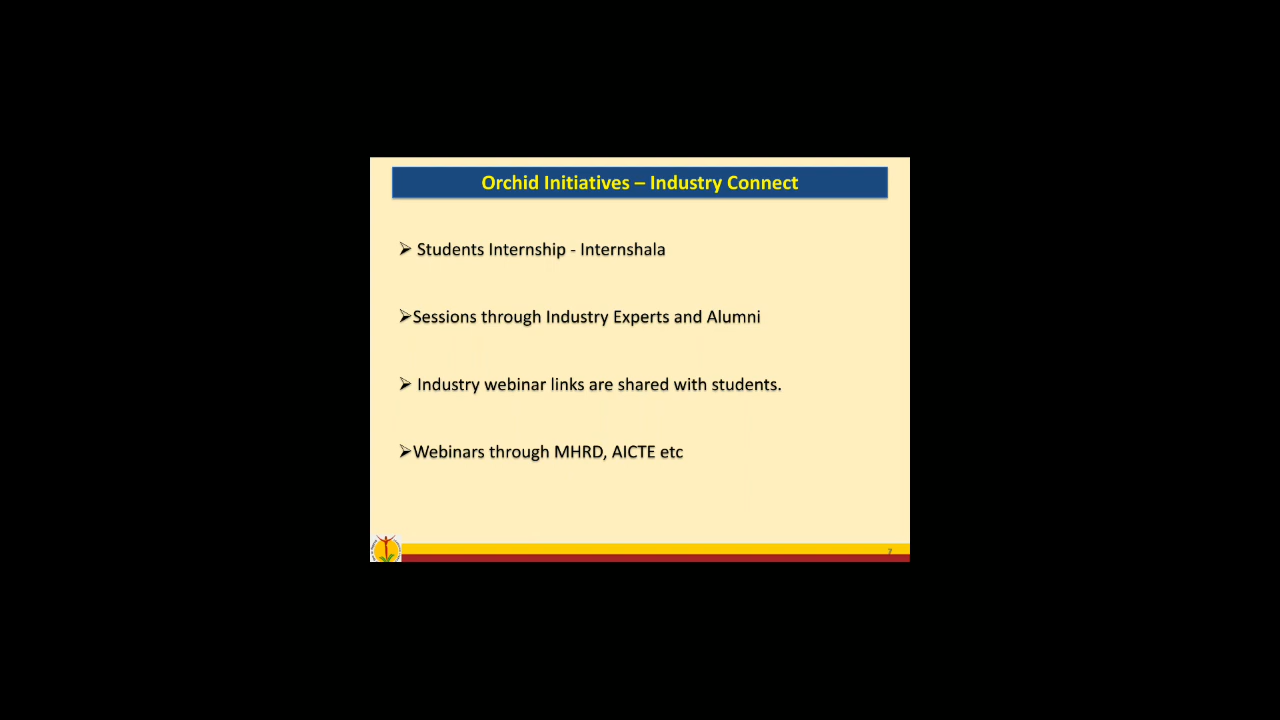 Orchid Initiatives – Industry Connect
➢ Students Internship - Internshala
➢Sessions through Industry Experts and Alumni
➢ Industry webinar links are shared with students.
➢Webinars through MHRD, AICTE etc
7